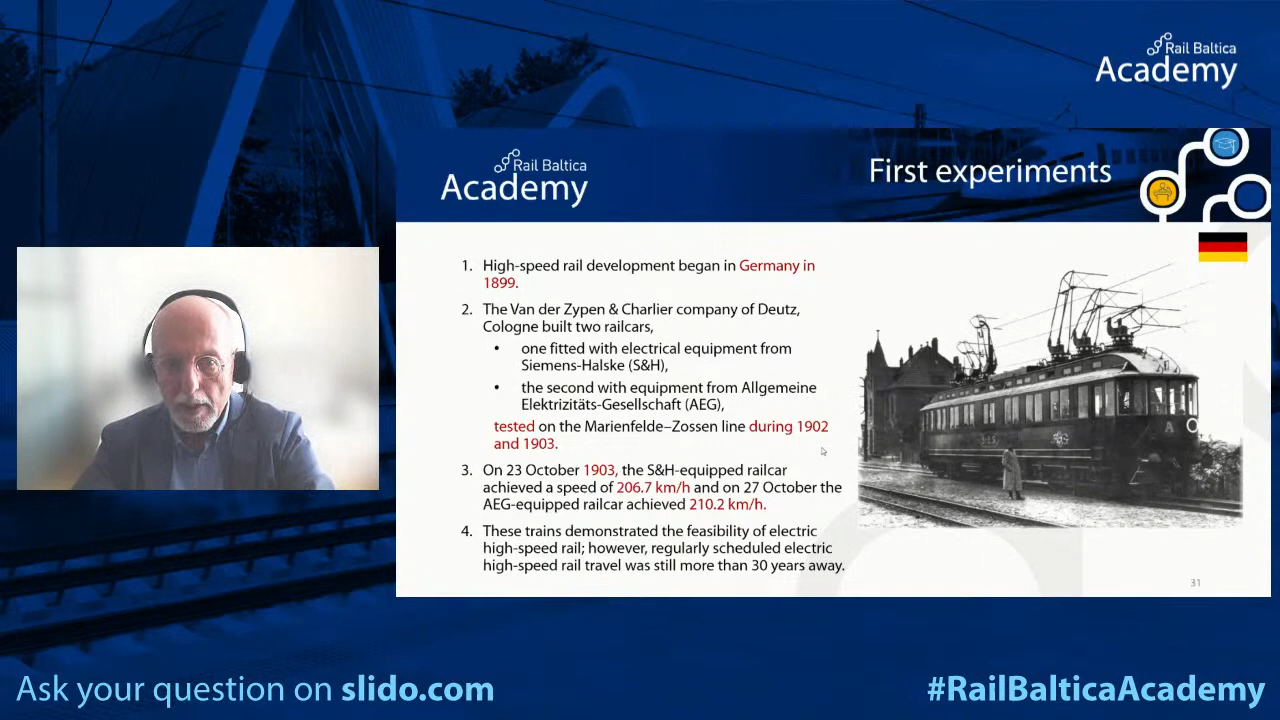 Rail Baltica
Academy
Rail Baltica
Academy
First experiments
1. High-speed rail development began in Germany in
1899.
2. The Van der Zypen & Charlier company of Deutz,
Cologne built two railcars,
• one fitted with electrical equipment from
Siemens-Halske (S&H),
• the second with equipment from Allgemeine
Elektrizitäts-Gesellschaft (AEG),
tested on the Marienfelde–Zossen line during 1902
and 1903.
3. On 23 October 1903, the S&H-equipped railcar
achieved a speed of 206.7 km/h and on 27 October the
AEG-equipped railcar achieved 210.2 km/h.
4. These trains demonstrated the feasibility of electric
high-speed rail; however, regularly scheduled electric
high-speed rail travel was still more than 30 years away.
A
31
Ask your question on slido.com
#RailBalticaAcademy